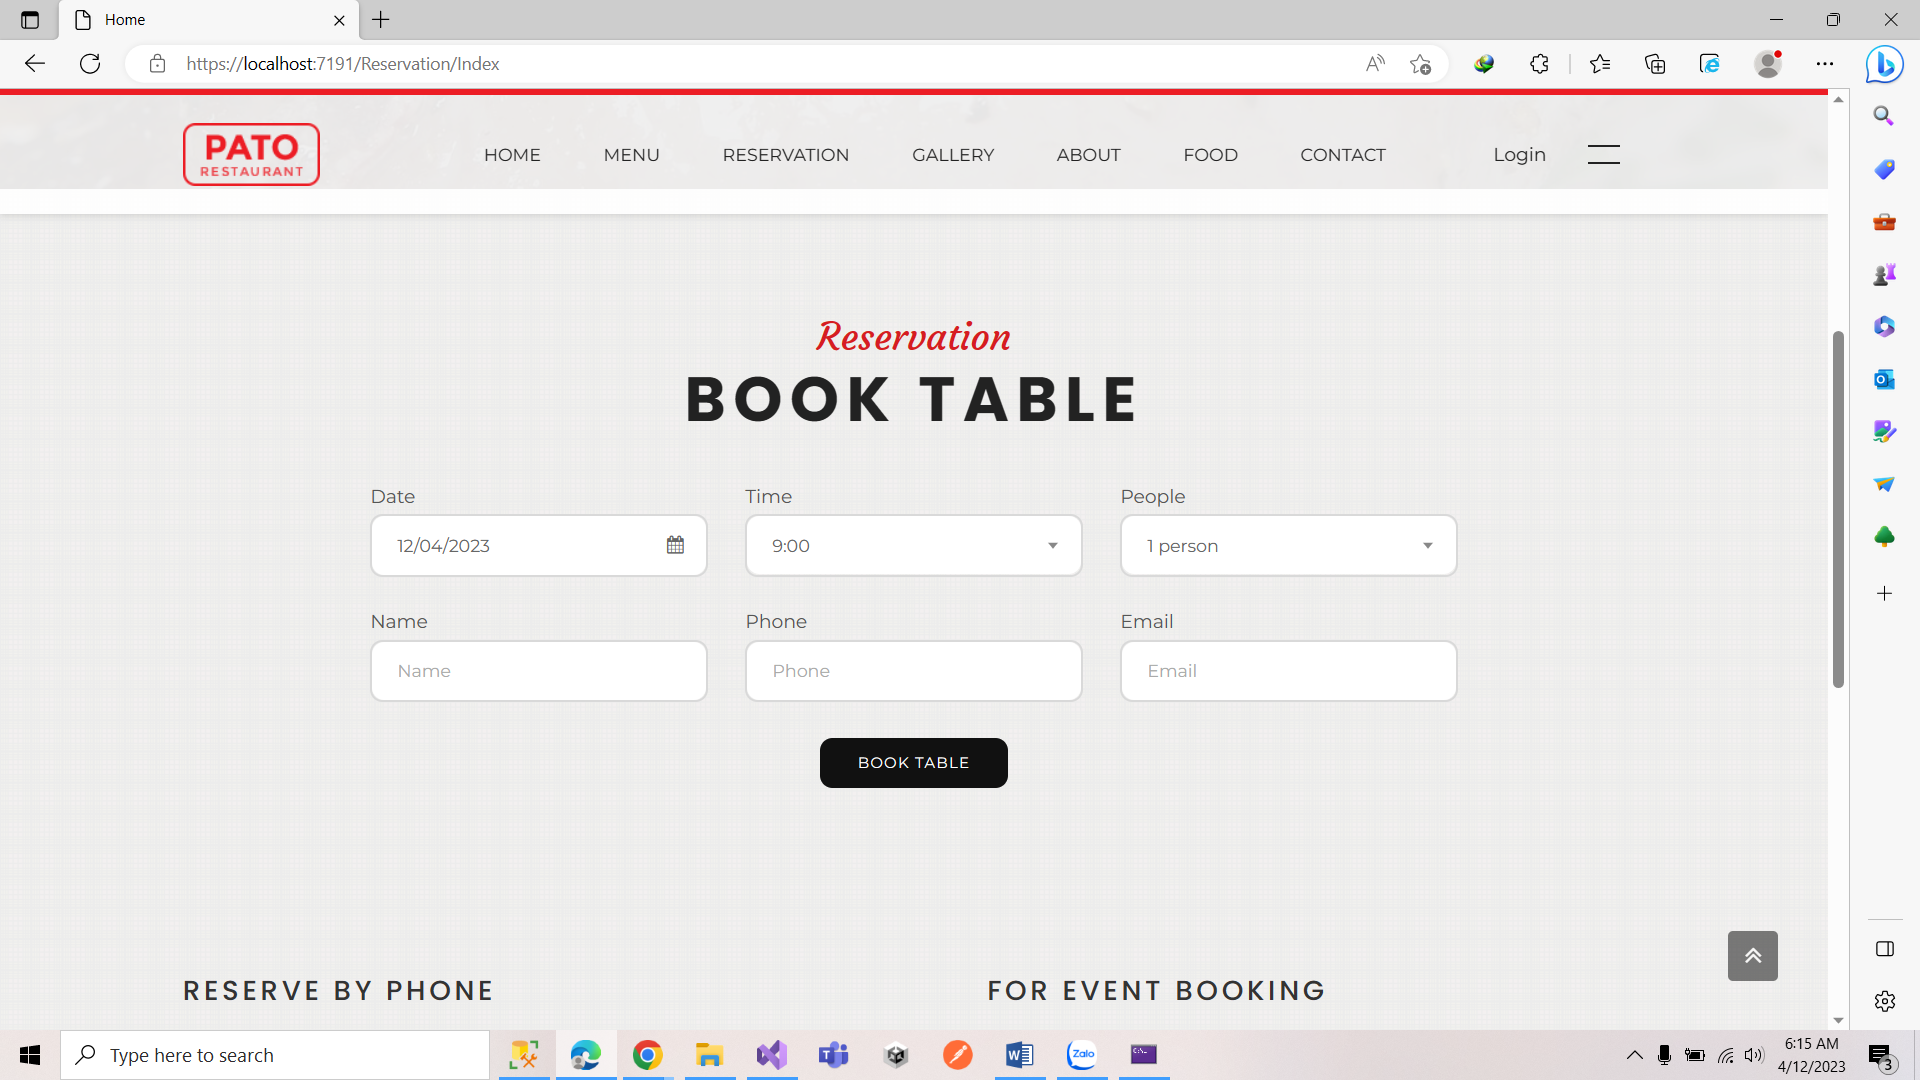 Home
https://localhost:7191/Reservation/Index
PATO
RESTAURANT
HOME
MENU
RESERVATION
GALLERY
ABOUT
FOOD
CONTACT
Login
Reservation
BOOK TABLE
Date
Time
People
12/04/2023
9:00
1 person
Name
Phone
Email
Name
Phone
Email
BOOK TABLE
RESERVE BY PHONE
FOR EVENT BOOKING
Type here to search
Zalo
6:15 AM
4/12/2023
3